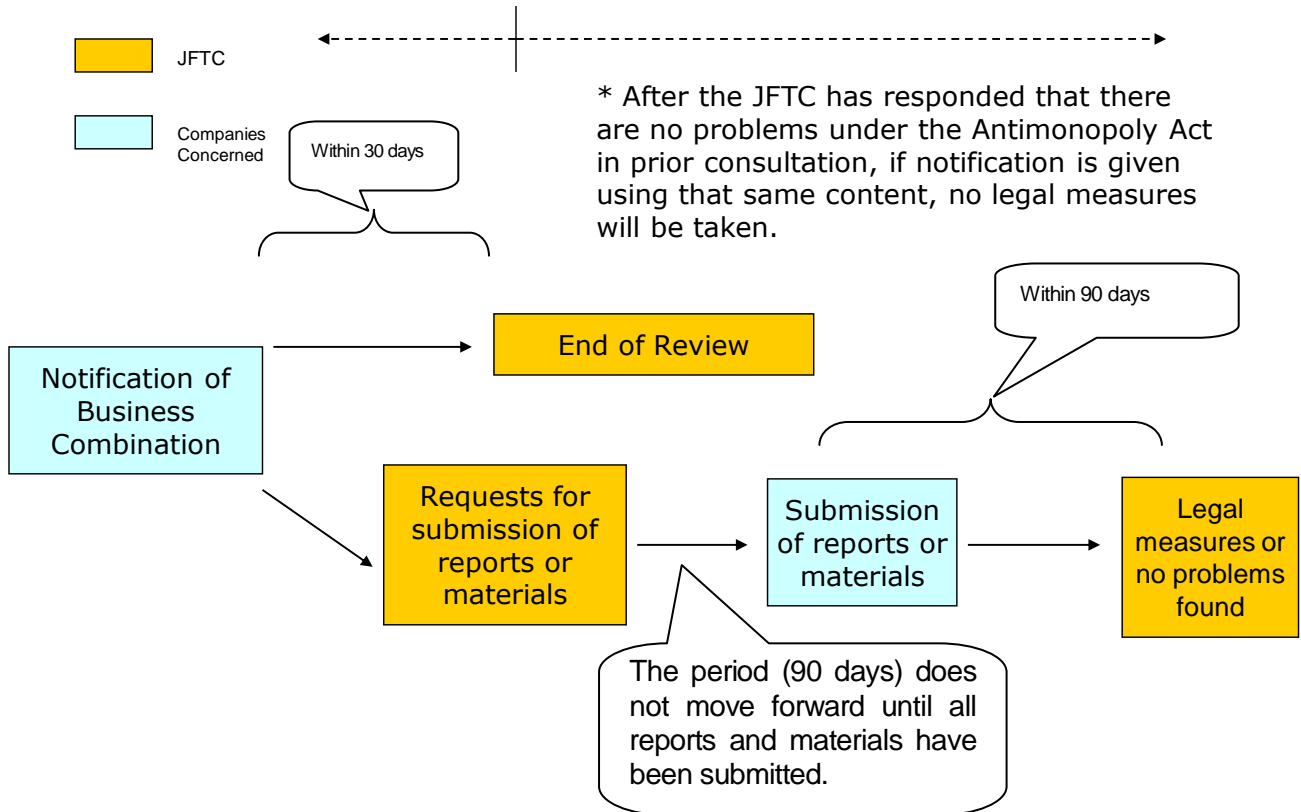 JFTC
Companies
Concerned
Within 30 days
* After the JFTC has responded that there
are no problems under the Antimonopoly Act
in prior consultation, if notification is given
using that same content, no legal measures
will be taken.
Within 90 days
End of Review
Notification of
Business
Combination
Requests for
submission of
reports or
materials
Submission
of reports or
materials
Legal
measures or
no problems
found
The period (90 days) does
not move forward until all
reports and materials have
been submitted.